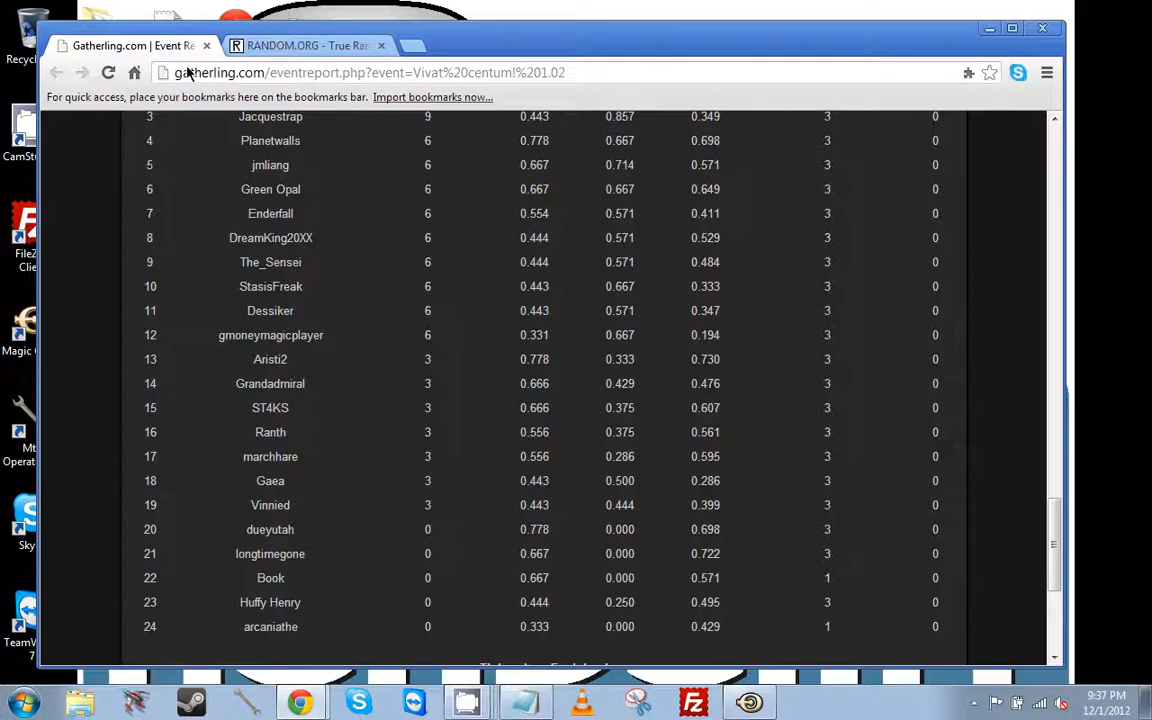 Recyc
CamStu
FileZ
Clie
Magic O
Mt
Operat
Sky
TeamW
7
Gatherling.com | Event Re
RANDOM.ORG - True Ran
gatherling.com/eventreport.php?event=Vivat%20centum!%201.02
For quick access, place your bookmarks here on the bookmarks bar. Import bookmarks now...
3 Jacquestrap 9 0.443 0.857 0.349 3 0
4 Planetwalls 6 0.778 0.667 0.698 3 0
5 jmliang 6 0.667 0.714 0.571 3 0
6 Green Opal 6 0.667 0.667 0.649 3 0
7 Enderfall 6 0.554 0.571 0.411 3 0
8 DreamKing20XX 6 0.444 0.571 0.529 3 0
9 The_Sensei 6 0.444 0.571 0.484 3 0
10 StasisFreak 6 0.443 0.667 0.333 3 0
11 Dessiker 6 0.443 0.571 0.347 3 0
12 gmoneymagicplayer 6 0.331 0.667 0.194 3 0
13 Aristi2 3 0.778 0.333 0.730 3 0
14 Grandadmiral 3 0.666 0.429 0.476 3 0
15 ST4KS 3 0.666 0.375 0.607 3 0
16 Ranth 3 0.556 0.375 0.561 3 0
17 marchhare 3 0.556 0.286 0.595 3 0
18 Gaea 3 0.443 0.500 0.286 3 0
19 Vinnied 3 0.443 0.444 0.399 3 0
20 dueyutah 0 0.778 0.000 0.698 3 0
21 longtimegone 0 0.667 0.000 0.722 3 0
22 Book 0 0.667 0.000 0.571 1 0
23 Huffy Henry 0 0.444 0.250 0.495 3 0
24 arcaniathe 0 0.333 0.000 0.429 1 0
9:37 PM
12/1/2012